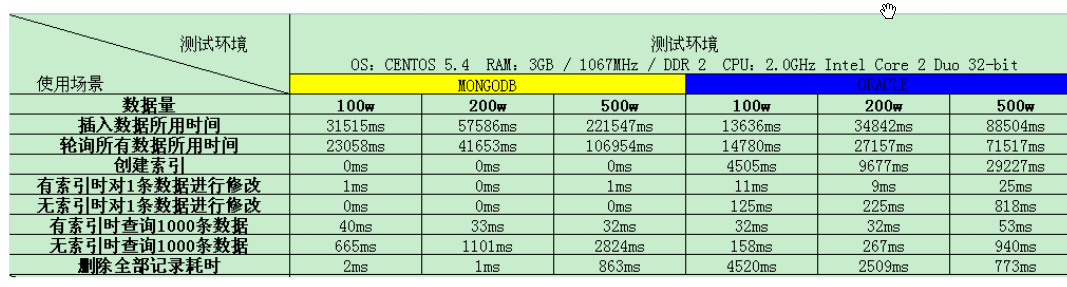 测试环境
测试环境
OS: CENTOS 5.4 RAM: 3GB / 1067MHz / DDR 2 CPU: 2.0GHz Intel Core 2 Duo 32-bit
使用场景
MONGODB ORACLE
数据量 100w 200w 500w 100w 200w 500w
插入数据所用时间 31515ms 57586ms 221547ms 13636ms 34842ms 88504ms
轮询所有数据所用时间 23058ms 41653ms 106954ms 14780ms 27157ms 71517ms
创建索引 0ms 0ms 0ms 4505ms 9677ms 29227ms
有索引时对1条数据进行修改 1ms 0ms 1ms 11ms 9ms 25ms
无索引时对1条数据进行修改 0ms 0ms 0ms 125ms 225ms 818ms
有索引时查询1000条数据 40ms 33ms 32ms 32ms 32ms 53ms
无索引时查询1000条数据 665ms 1101ms 2824ms 158ms 267ms 940ms
删除全部记录耗时 2ms 1ms 863ms 4520ms 2509ms 773ms